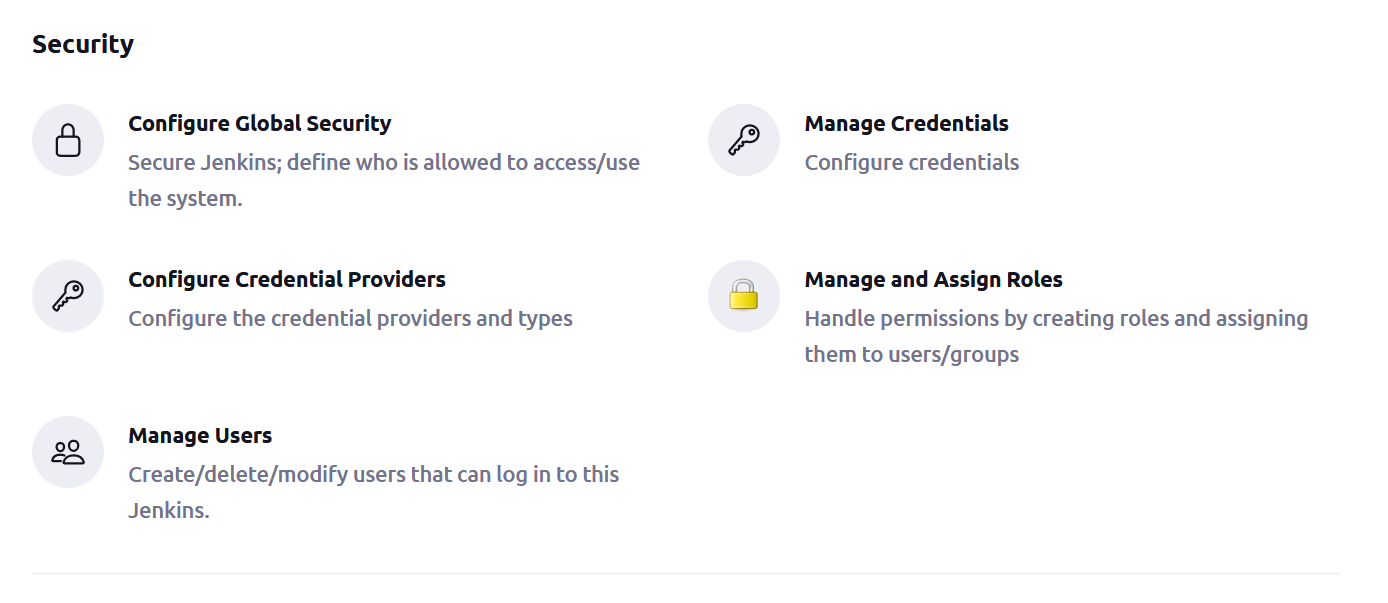 Security
Configure Global Security
Secure Jenkins; define who is allowed to access/use
the system.
Manage Credentials
Configure credentials
Configure Credential Providers
Configure the credential providers and types
Manage and Assign Roles
Handle permissions by creating roles and assigning
them to users/groups
Manage Users
Create/delete/modify users that can log in to this
Jenkins.